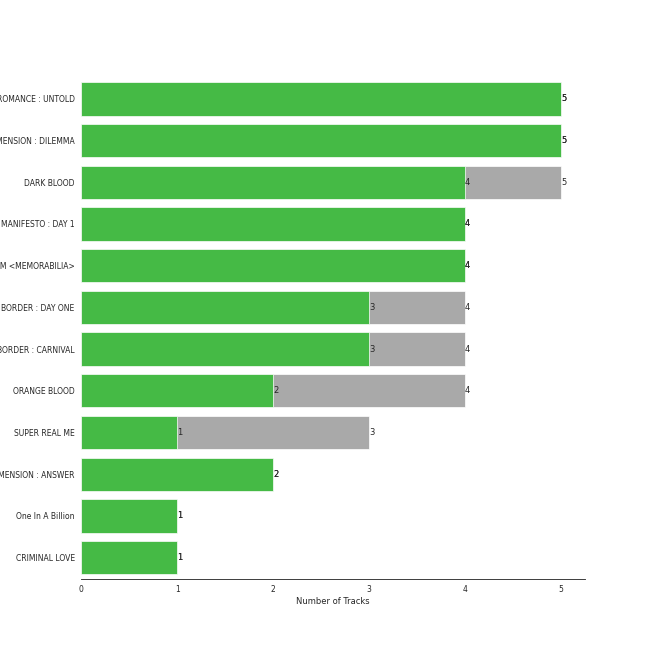 ROMANCE : UNTOLD 5
MENSION : DILEMMA 5
DARK BLOOD 4 5
MANIFESTO : DAY 1 4
M <MEMORABILIA> 4
BORDER : DAY ONE 3 4
BORDER : CARNIVAL 3 4
ORANGE BLOOD 2 4
SUPER REAL ME 1 3
MENSION : ANSWER 2
One In A Billion 1
CRIMINAL LOVE 1
0 1 2 3 4 5
Number of Tracks